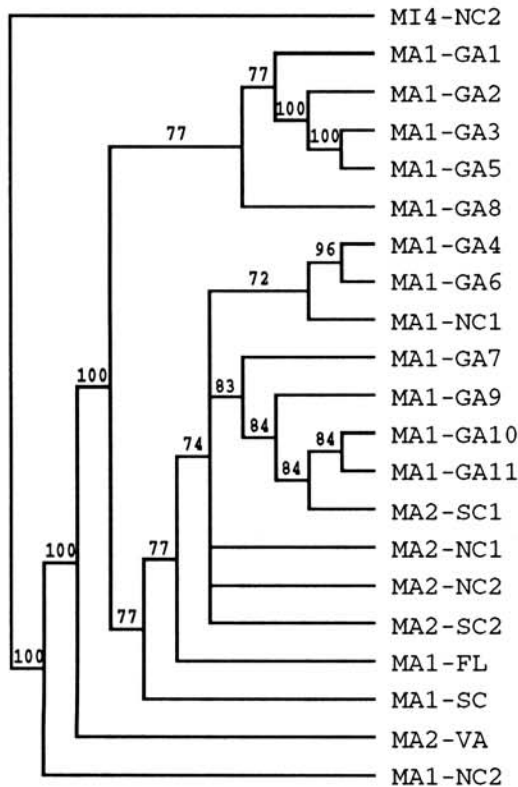 MI4-NC2
MA1-GA1
77
MA1-GA2
100
MA1-GA3
100
77
MA1-GA5
MA1-GA8
MA1-GA4
96
MA1-GA6
72
MA1-NC1
MA1-GA7
100
83
MA1-GA9
MA1-GA10
84
84
74
MA1-GA11
84
MA2-SC1
MA2-NC1
100
77
MA2-NC2
MA2-SC2
77
MA1-FL
100
MA1-SC
MA2-VA
MA1-NC2